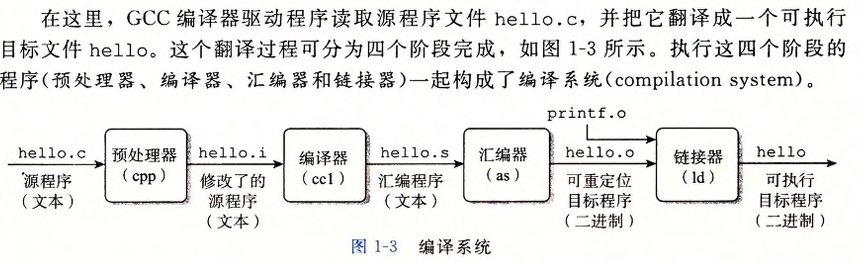 在这里，GCC 编译器驱动程序读取源程序文件 hello.c，并把它翻译成一个可执行
目标文件 hello。这个翻译过程可分为四个阶段完成，如图 1-3 所示。执行这四个阶段的
程序(预处理器、编译器、汇编器和链接器)一起构成了编译系统(compilation system)。
printf.o
hello.c 预处理器 hello.i 编译器 hello.s 汇编器 hello.o 链接器 hello
源程序 (cpp) 修改了的 (cc1) 汇编程序 (as) 可重定位 (ld) 可执行
（文本） 源程序 （文本） 目标程序 目标程序
（文本） （二进制） （二进制）
图 1-3 编译系统